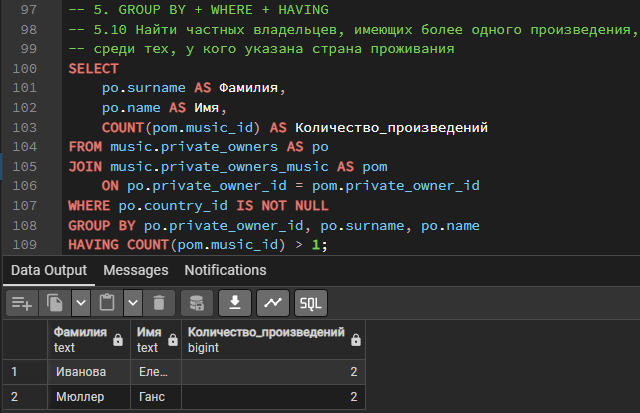 97 -- 5. GROUP BY + WHERE + HAVING
98 -- 5.10 Найти частных владельцев, имеющих более одного произведения,
99 -- среди тех, у кого указана страна проживания
100 SELECT
101 po.surname AS Фамилия,
102 po.name AS Имя,
103 COUNT(pom.music_id) AS Количество_произведений
104 FROM music.private_owners AS po
105 JOIN music.private_owners_music AS pom
106 ON po.private_owner_id = pom.private_owner_id
107 WHERE po.country_id IS NOT NULL
108 GROUP BY po.private_owner_id, po.surname, po.name
109 HAVING COUNT(pom.music_id) > 1;
Data Output Messages Notifications
SQL
Фамилия Имя Количество_произведений
text text bigint
1 Иванова Еле... 2
2 Мюллер Ганс 2